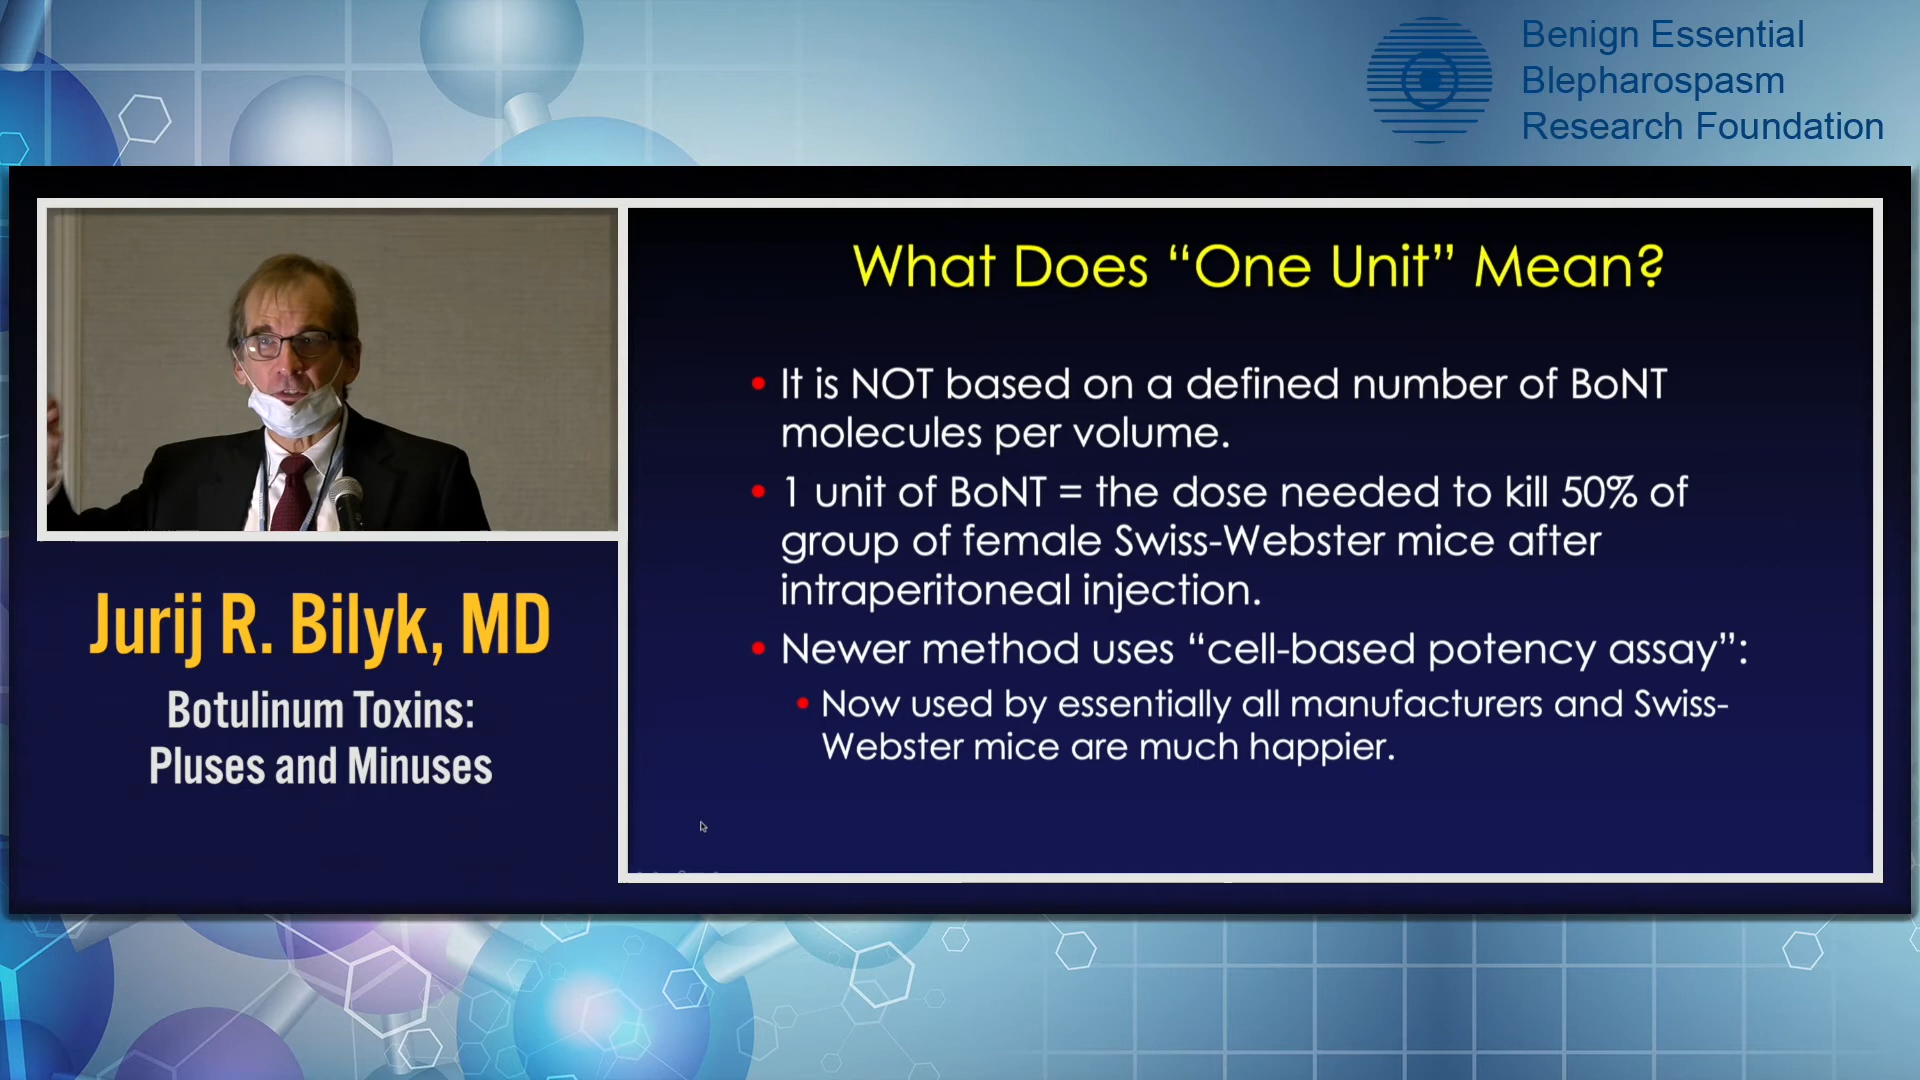 Benign Essential
Blepharospasm
Research Foundation
What Does “One Unit” Mean?
• It is NOT based on a defined number of BoNT
molecules per volume.
• 1 unit of BoNT = the dose needed to kill 50% of
group of female Swiss-Webster mice after
intraperitoneal injection.
• Newer method uses “cell-based potency assay”:
• Now used by essentially all manufacturers and Swiss-
Webster mice are much happier.
Jurij R. Bilyk, MD
Botulinum Toxins:
Pluses and Minuses